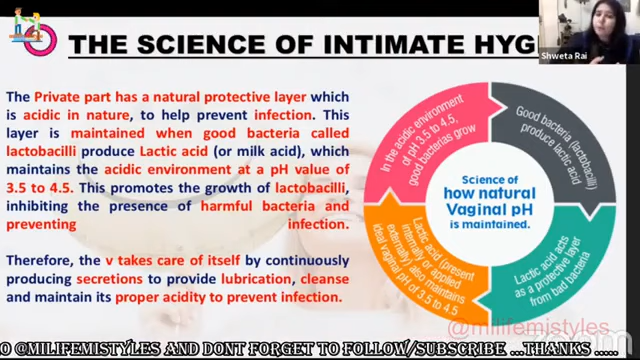 THE SCIENCE OF INTIMATE HYG
Shweta Rai
The Private part has a natural protective layer which
is acidic in nature, to help prevent infection. This
layer is maintained when good bacteria called
lactobacilli produce Lactic acid (or milk acid), which
maintains the acidic environment at a pH value of
3.5 to 4.5. This promotes the growth of lactobacilli,
inhibiting the presence of harmful bacteria and
preventing infection.
Therefore, the v takes care of itself by continuously
producing secretions to provide lubrication, cleanse
and maintain its proper acidity to prevent infection.
In the acidic environment
of pH 3.5 to 4.5,
good bacterias grow
Good bacteria (lactobacilli)
produce lactic acid
Lactic acid acts
as a protective layer
from bad bacteria
Lactic acid (present
internally or applied
externally) also maintains
ideal vaginal pH of 3.5 to 4.5
Science of
how natural
Vaginal pH
is maintained.
@milifemistyles
O @MILIFEMISTYLES AND DONT FORGET TO FOLLOW/SUBSCRIBE ...THANKS .....